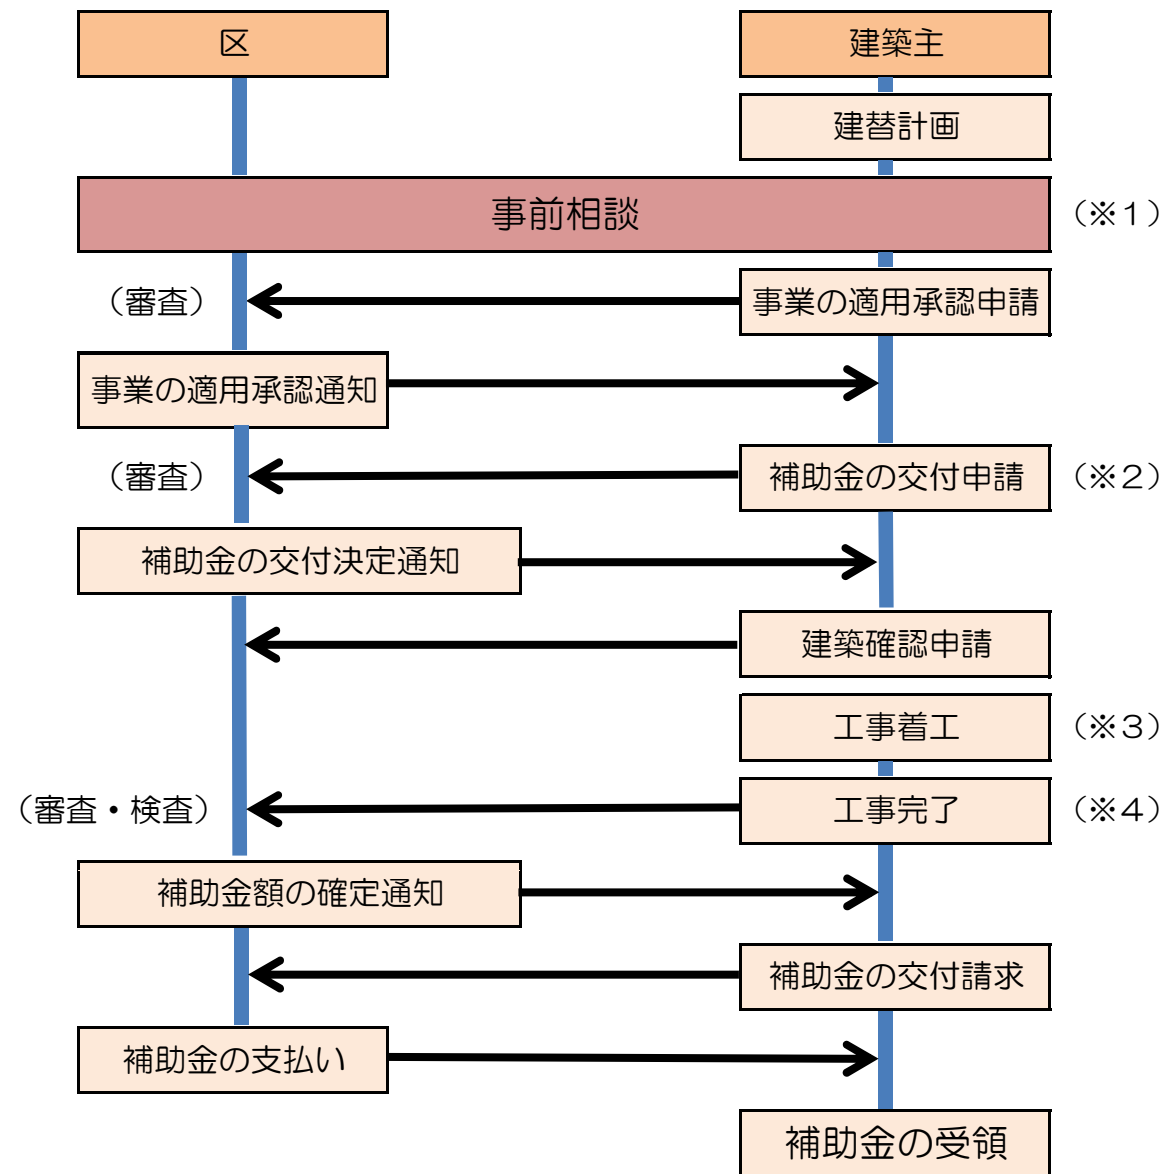 区
建築主
建替計画
事前相談
（※１）
（審査）
事業の適用承認申請
事業の適用承認通知
（審査）
補助金の交付申請
（※２）
補助金の交付決定通知
建築確認申請
工事着工
（※３）
（審査・検査）
工事完了
（※４）
補助金額の確定通知
補助金の交付請求
補助金の支払い
補助金の受領